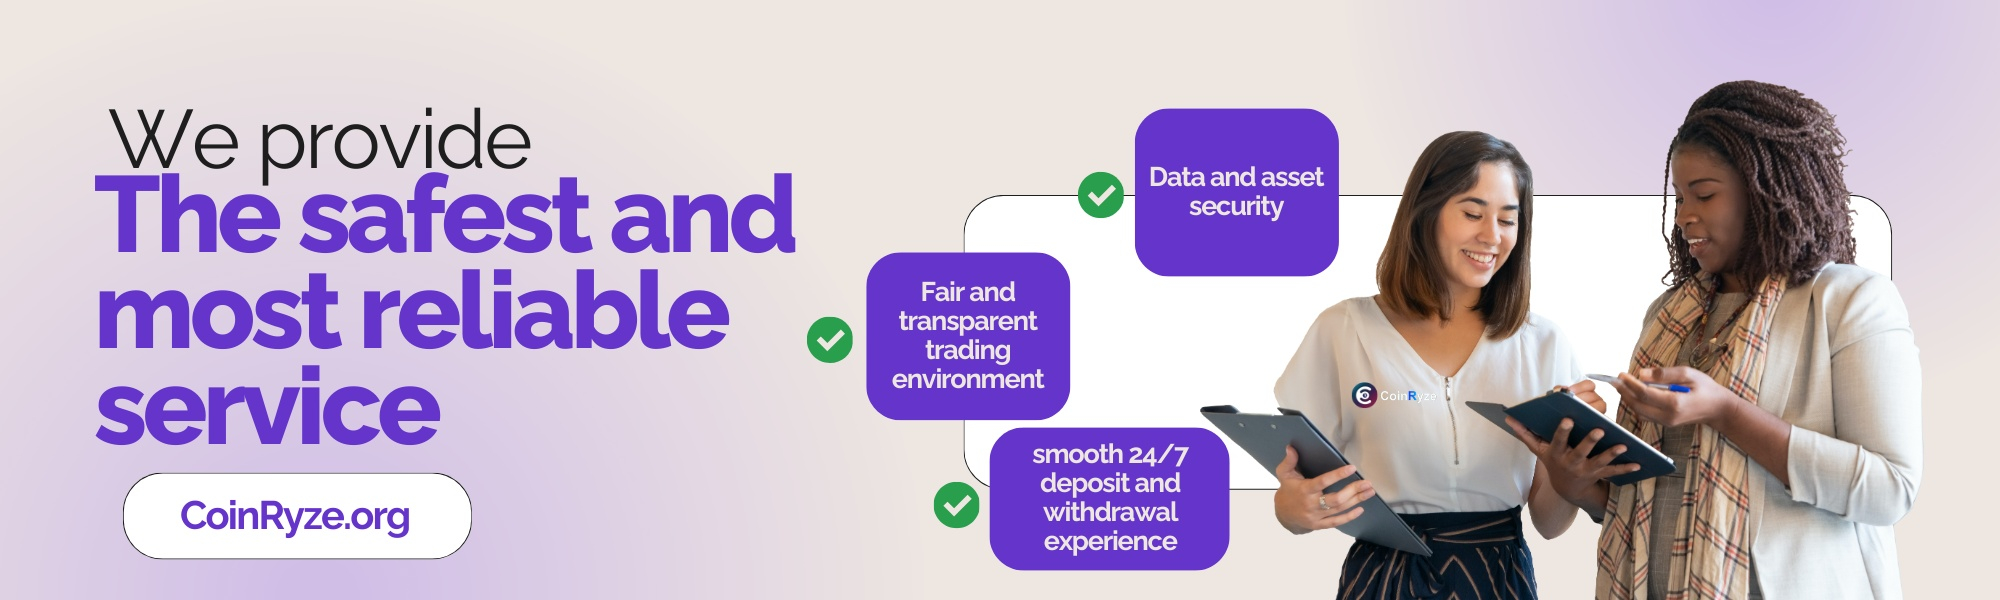 We provide
The safest and
most reliable
service
CoinRyze.org
Data and asset
security
Fair and
transparent
trading
environment
smooth 24/7
deposit and
withdrawal
experience
CoinRyze